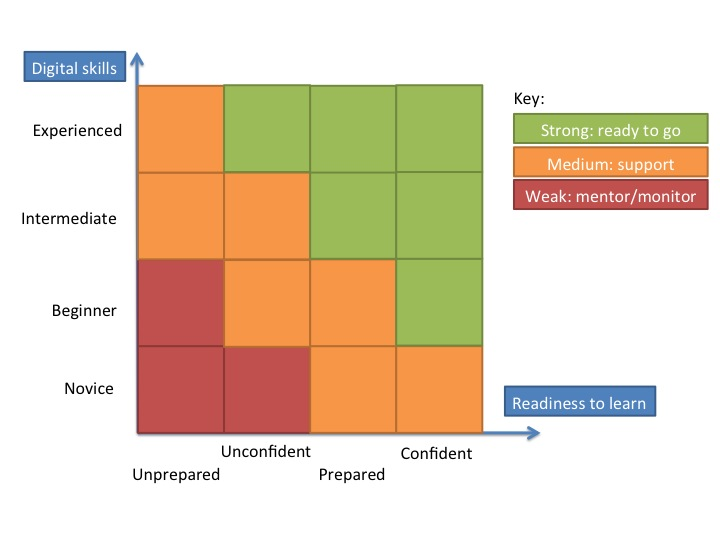 Digital skills
Key:
Experienced
Strong: ready to go
Medium: support
Weak: mentor/monitor
Intermediate
Beginner
Novice
Readiness to learn
Unconfident
Confident
Unprepared
Prepared